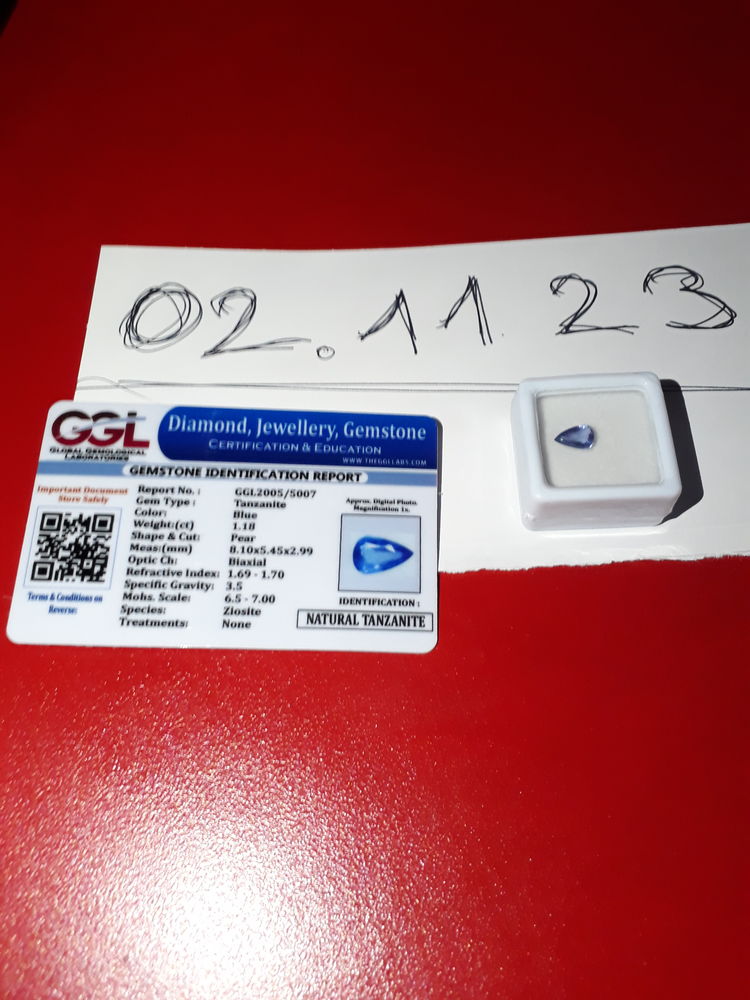 02.11 23
GGL
GLOBAL GEMOLOGICAL
LABORATORIES
Diamond, Jewellery, Gemstone
CERTIFICATION & EDUCATION
WWW.THEGGLLABS.COM
GEMSTONE IDENTIFICATION REPORT
Important Document
Store Safely
Terms & Conditions on
Reverse:
Report No. : GGL2005/5007
Gem Type : Tanzanite
Color: Blue
Weight:(ct) 1.18
Shape & Cut: Pear
Meas:(mm) 8.10x5.45x2.99
Optic Ch: Biaxial
Refractive Index: 1.69 - 1.70
Specific Gravity: 3.5
Mohs. Scale: 6.5 - 7.00
Species: Ziosite
Treatments: None
Approx. Digital Photo.
Magnification 1x.
IDENTIFICATION :
NATURAL TANZANITE